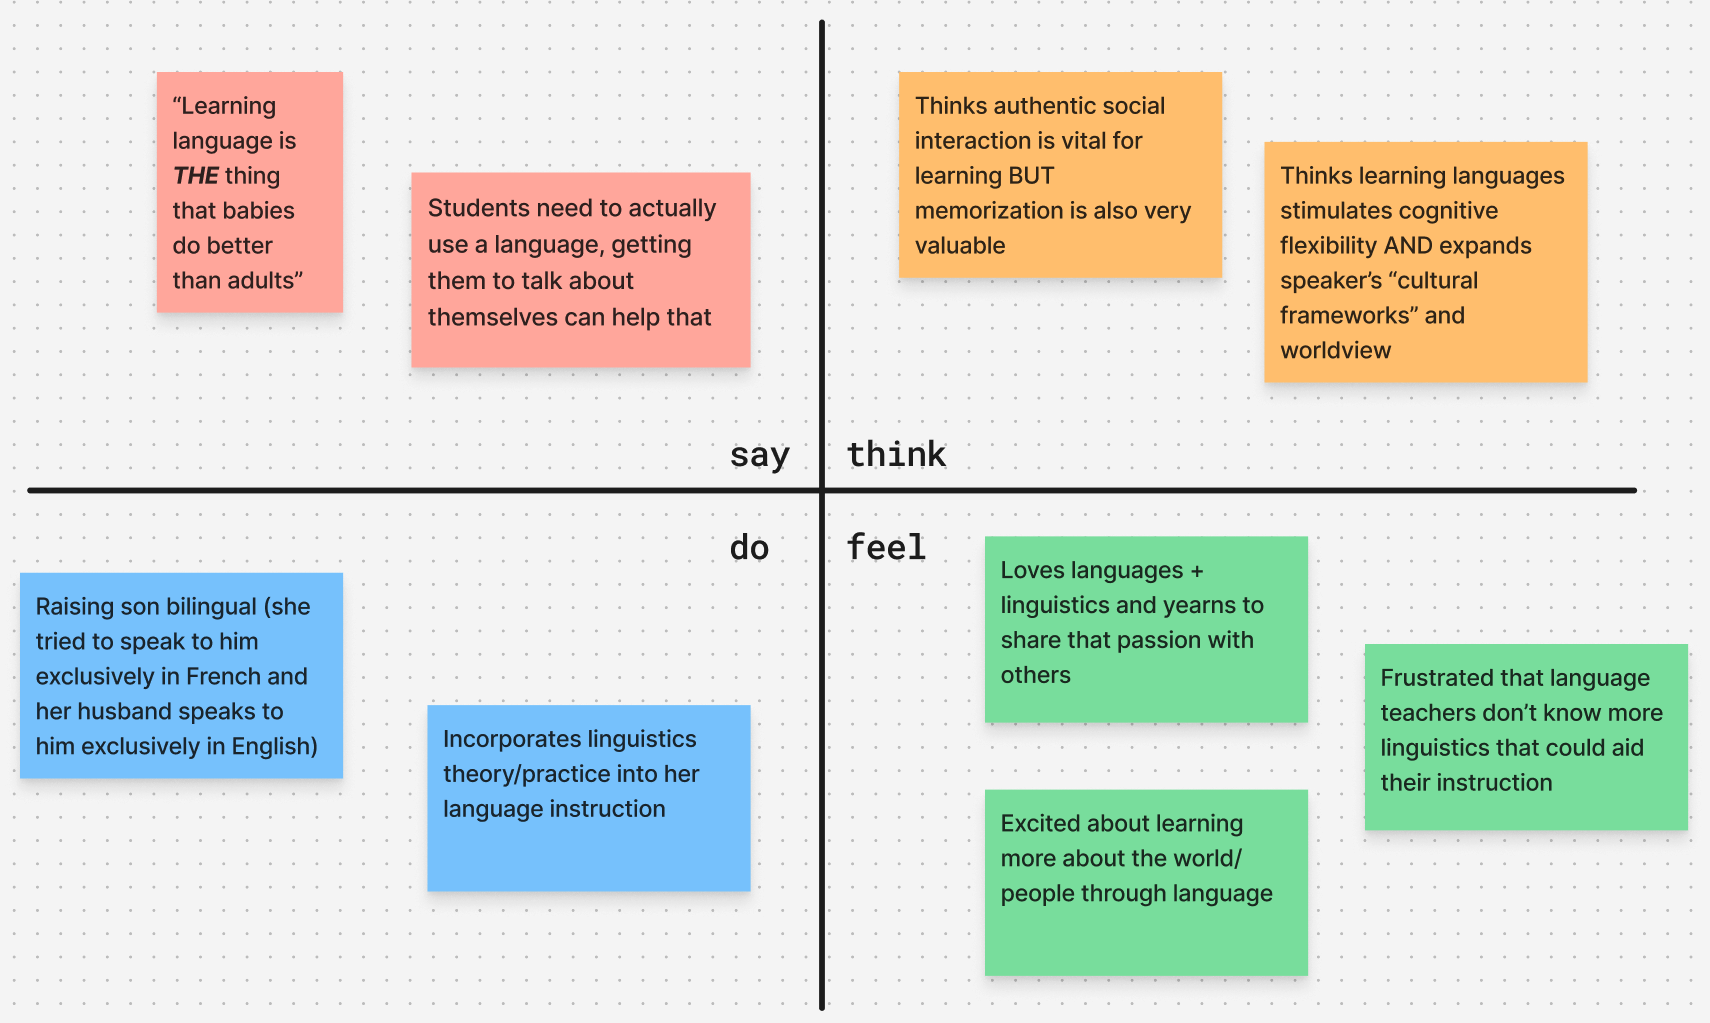 “Learning
language is
THE thing
that babies
do better
than adults”
Students need to actually
use a language, getting
them to talk about
themselves can help that
say
Thinks authentic social
interaction is vital for
learning BUT
memorization is also very
valuable
Thinks learning languages
stimulates cognitive
flexibility AND expands
speaker’s “cultural
frameworks” and
worldview
think
do
Raising son bilingual (she
tried to speak to him
exclusively in French and
her husband speaks to
him exclusively in English)
Incorporates linguistics
theory/practice into her
language instruction
feel
Loves languages +
linguistics and yearns to
share that passion with
others
Frustrated that language
teachers don’t know more
linguistics that could aid
their instruction
Excited about learning
more about the world/
people through language